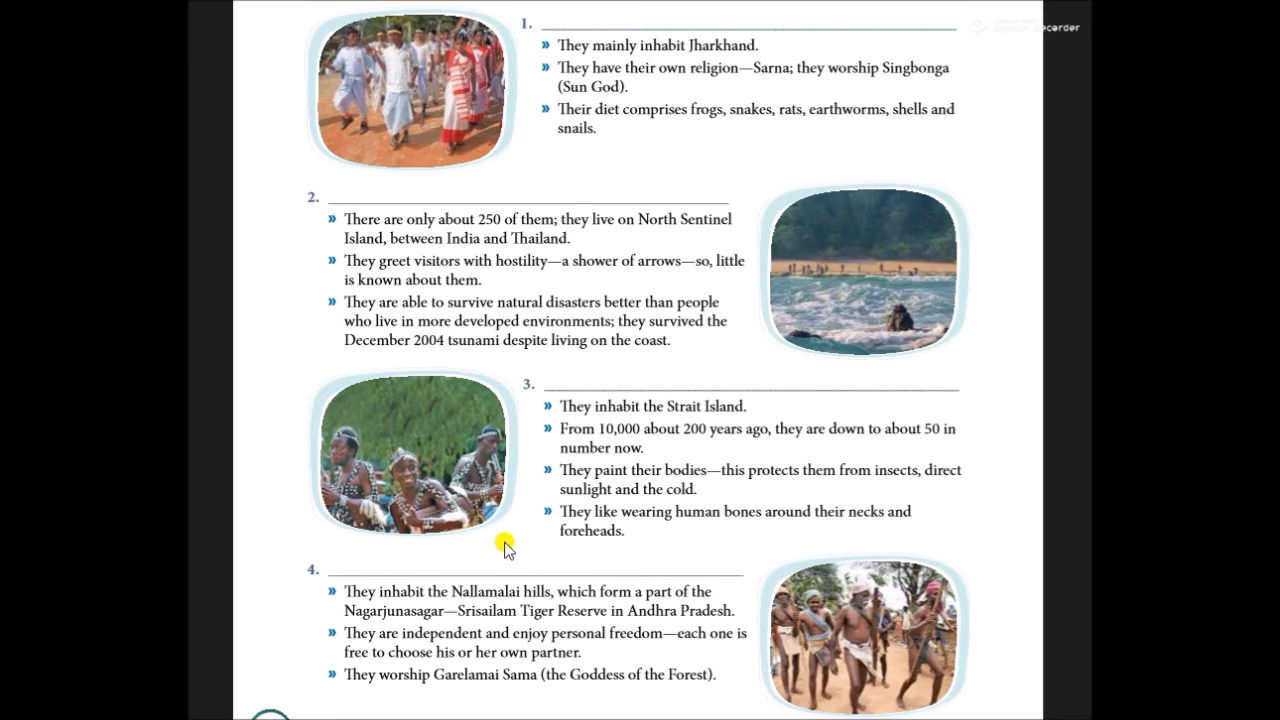 1.
» They mainly inhabit Jharkhand.
» They have their own religion—Sarna; they worship Singbonga
(Sun God).
» Their diet comprises frogs, snakes, rats, earthworms, shells and
snails.
2.
» There are only about 250 of them; they live on North Sentinel
Island, between India and Thailand.
» They greet visitors with hostility—a shower of arrows—so, little
is known about them.
» They are able to survive natural disasters better than people
who live in more developed environments; they survived the
December 2004 tsunami despite living on the coast.
3.
» They inhabit the Strait Island.
» From 10,000 about 200 years ago, they are down to about 50 in
number now.
» They paint their bodies—this protects them from insects, direct
sunlight and the cold.
» They like wearing human bones around their necks and
foreheads.
4.
» They inhabit the Nallamalai hills, which form a part of the
Nagarjunasagar—Srisailam Tiger Reserve in Andhra Pradesh.
» They are independent and enjoy personal freedom—each one is
free to choose his or her own partner.
» They worship Garelamai Sama (the Goddess of the Forest).